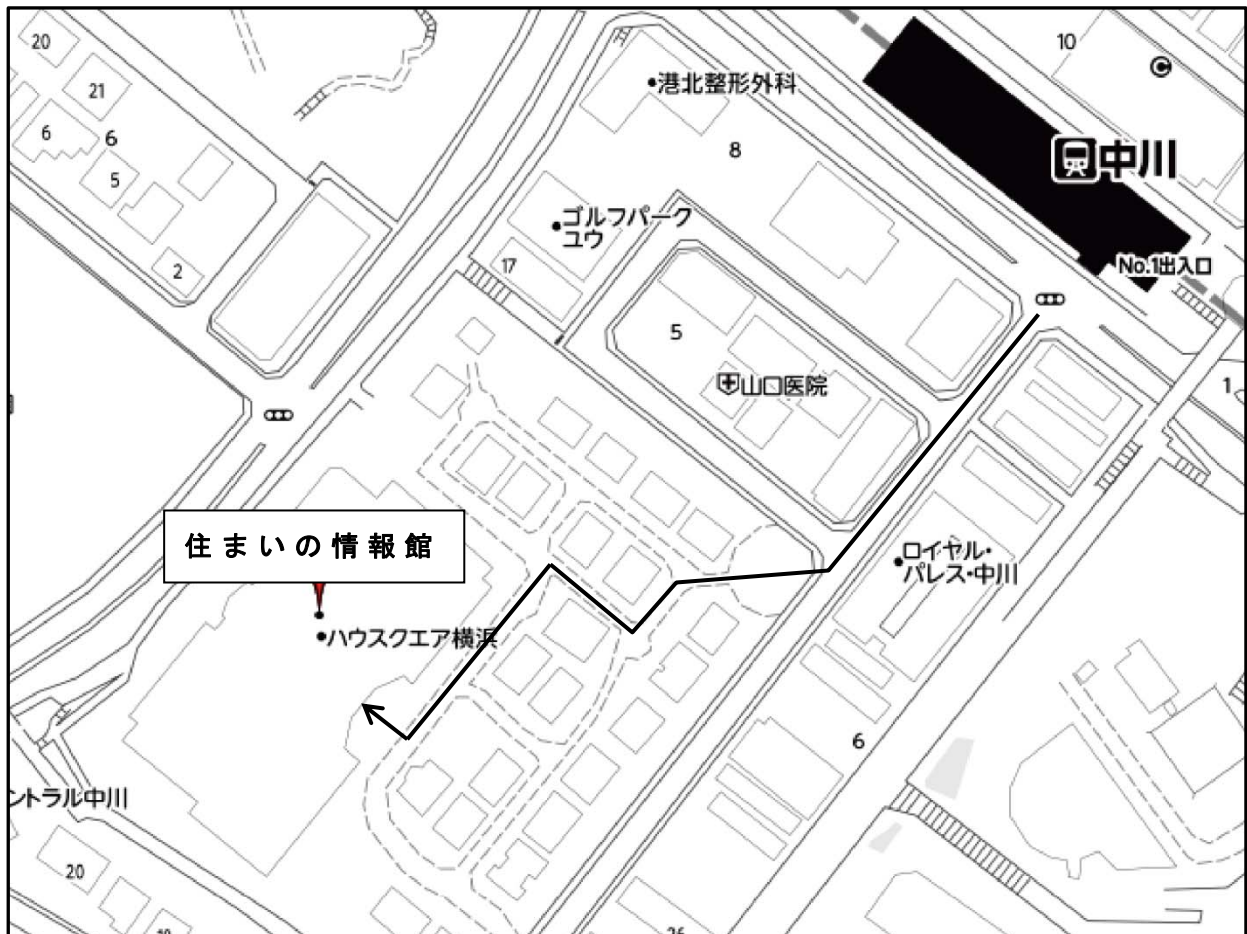 20
21
6
6
5
2
港北整形外科
8
10
C
中川
No.1出入口
ゴルフパーク
ユウ
17
5
山口医院
1
住まいの情報館
ハウスクエア横浜
ロイヤル・
パレス・中川
6
ントラル中川
20